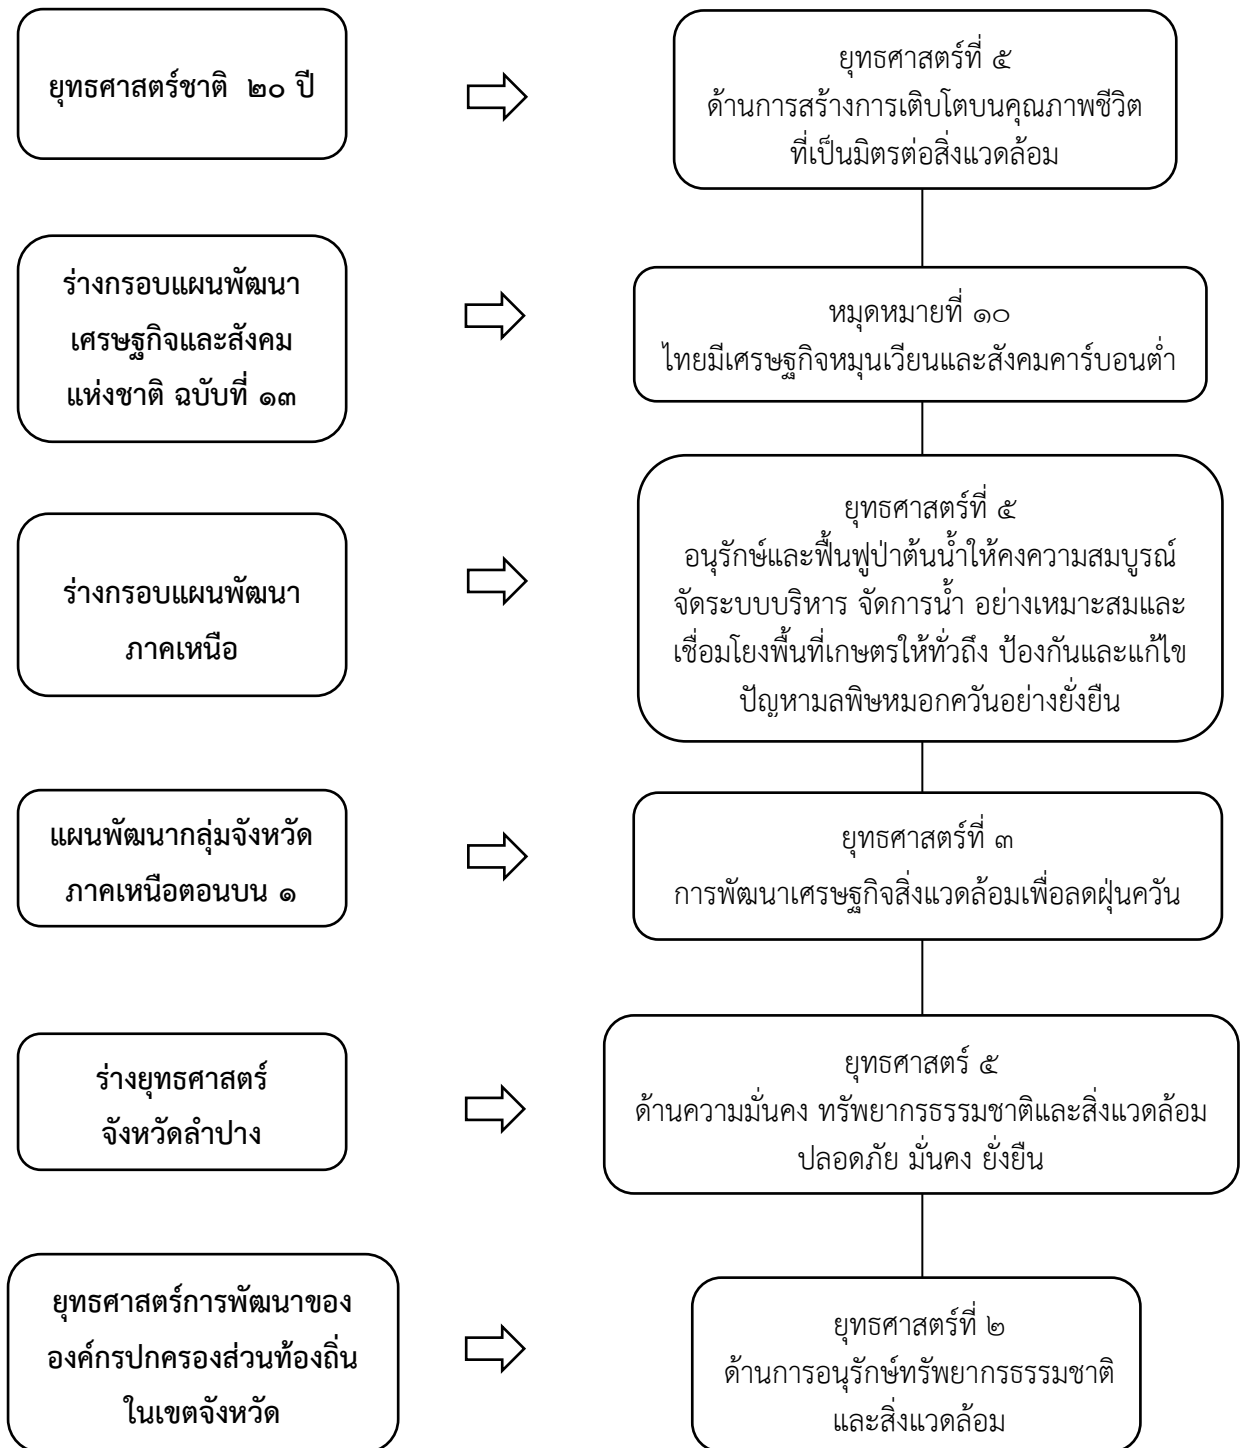 ยุทธศาสตร์ชาติ ๒๐ ปี
ยุทธศาสตร์ที่ ๕
ด้านการสร้างการเติบโตบนคุณภาพชีวิต
ที่เป็นมิตรต่อสิ่งแวดล้อม
ร่างกรอบแผนพัฒนา
เศรษฐกิจและสังคม
แห่งชาติ ฉบับที่ ๑๓
หมุดหมายที่ ๑๐
ไทยมีเศรษฐกิจหมุนเวียนและสังคมคาร์บอนต่ำ
ร่างกรอบแผนพัฒนา
ภาคเหนือ
ยุทธศาสตร์ที่ ๕
อนุรักษ์และฟื้นฟูป่าต้นน้ำให้คงความสมบูรณ์
จัดระบบบริหาร จัดการน้ำ อย่างเหมาะสมและ
เชื่อมโยงพื้นที่เกษตรให้ทั่วถึง ป้องกันและแก้ไข
ปัญหามลพิษหมอกควันอย่างยั่งยืน
แผนพัฒนากลุ่มจังหวัด
ภาคเหนือตอนบน ๑
ยุทธศาสตร์ที่ ๓
การพัฒนาเศรษฐกิจสิ่งแวดล้อมเพื่อลดฝุ่นควัน
ร่างยุทธศาสตร์
จังหวัดลำปาง
ยุทธศาสตร์ ๕
ด้านความมั่นคง ทรัพยากรธรรมชาติและสิ่งแวดล้อม
ปลอดภัย มั่นคง ยั่งยืน
ยุทธศาสตร์การพัฒนาของ
องค์กรปกครองส่วนท้องถิ่น
ในเขตจังหวัด
ยุทธศาสตร์ที่ ๒
ด้านการอนุรักษ์ทรัพยากรธรรมชาติ
และสิ่งแวดล้อม